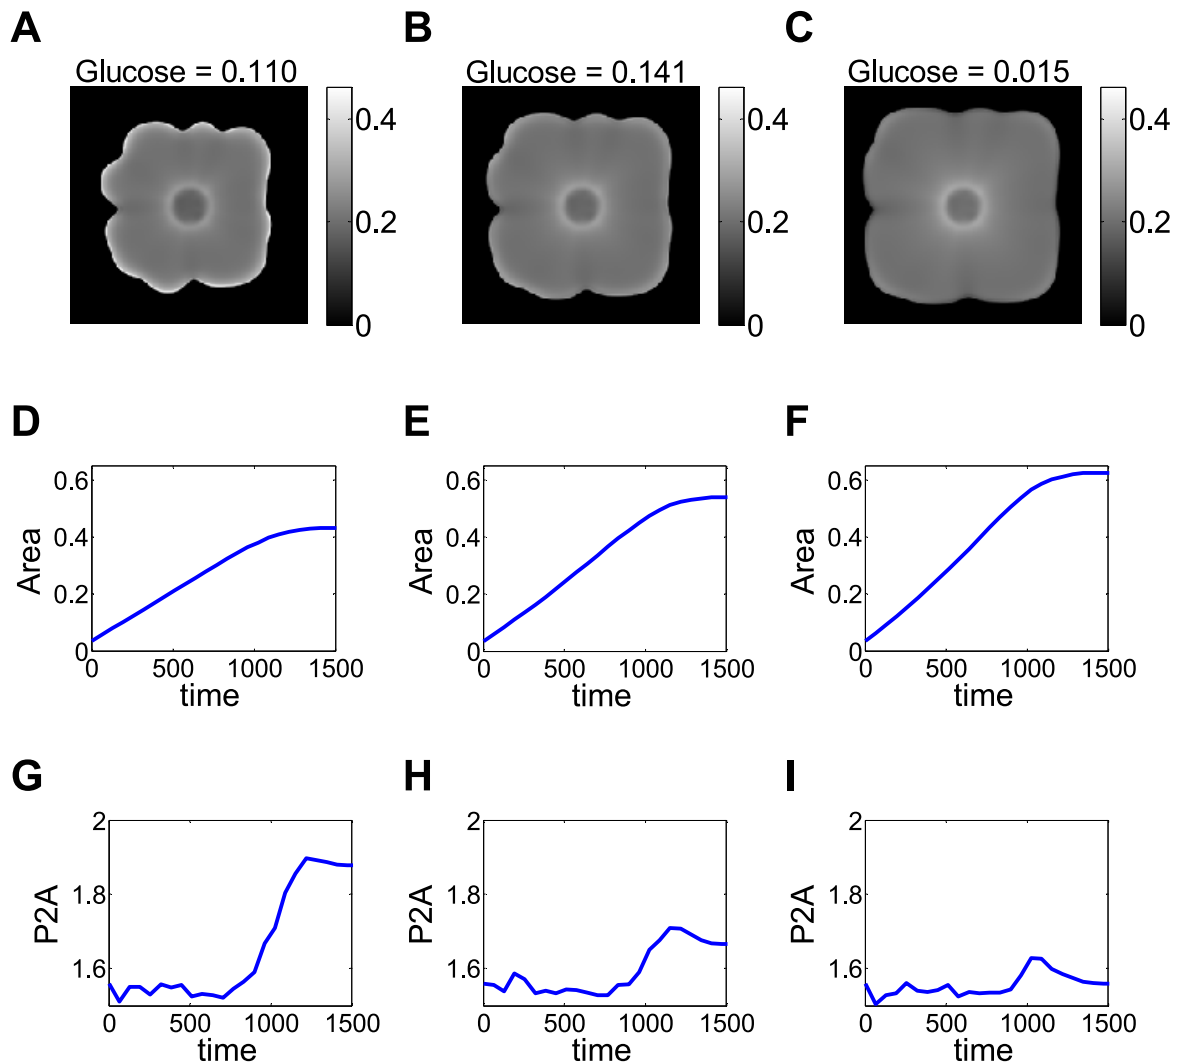 A B C
Glucose = 0.110 Glucose = 0.141 Glucose = 0.015
0.4 0.4 0.4
0.2 0.2 0.2
0 0 0
D E F
0.6 0.6 0.6
0.4 0.4 0.4
0.2 0.2 0.2
0 0 0
Area Area Area
0 500 1000 1500 0 500 1000 1500 0 500 1000 1500
time time time
G H I
2 2 2
1.8 1.8 1.8
1.6 1.6 1.6
P2A P2A P2A
0 500 1000 1500 0 500 1000 1500 0 500 1000 1500
time time time